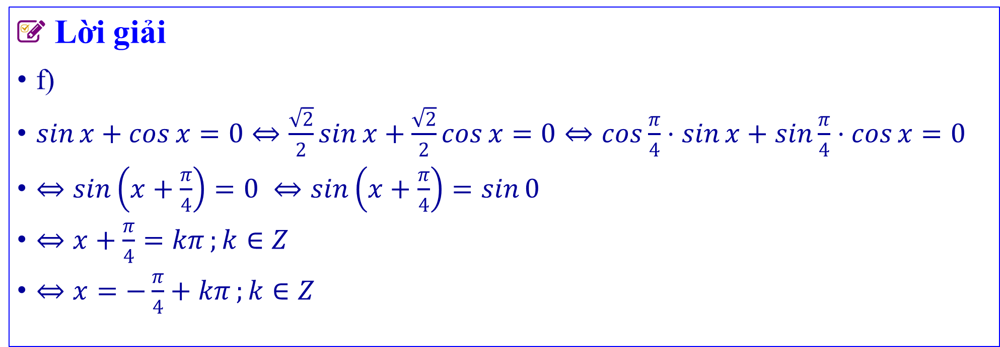 Lời giải
• f)
• sin x + cos x = 0 ⇔ √2/2 sin x + √2/2 cos x = 0 ⇔ cos π/4 · sin x + sin π/4 · cos x = 0
• ⇔ sin (x + π/4) = 0 ⇔ sin (x + π/4) = sin 0
• ⇔ x + π/4 = kπ ; k ∈ Z
• ⇔ x = − π/4 + kπ ; k ∈ Z